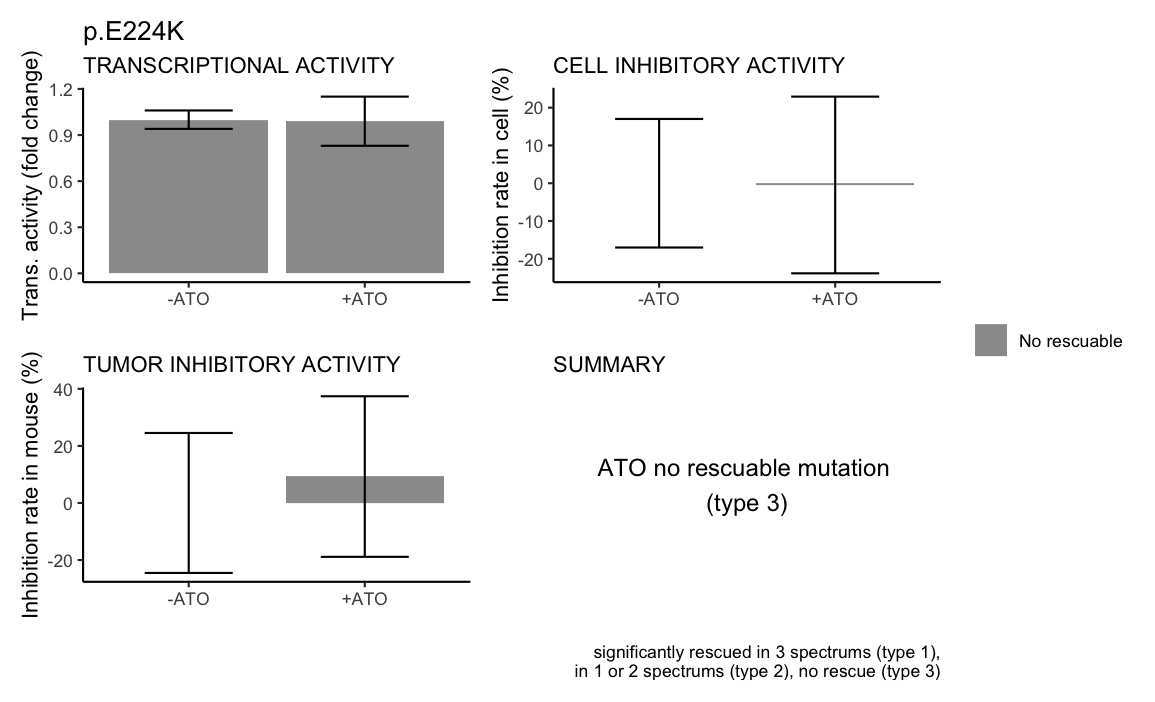 p.E224K
TRANSCRIPTIONAL ACTIVITY
Trans. activity (fold change)
1.2
0.9
0.6
0.3
0.0
-ATO
+ATO
CELL INHIBITORY ACTIVITY
Inhibition rate in cell (%)
20
10
0
-10
-20
-ATO
+ATO
No rescuable
TUMOR INHIBITORY ACTIVITY
Inhibition rate in mouse (%)
40
20
0
-20
-ATO
+ATO
SUMMARY
ATO no rescuable mutation
(type 3)
significantly rescued in 3 spectrums (type 1),
in 1 or 2 spectrums (type 2), no rescue (type 3)